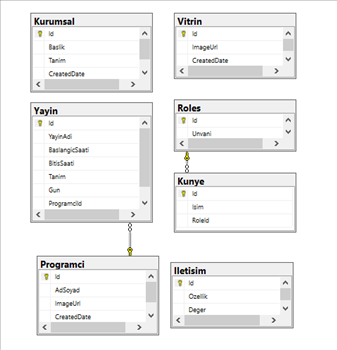 Kurumsal
Id
Baslik
Tanim
CreatedDate
Vitrin
Id
ImageUrl
CreatedDate
Yayin
Id
YayinAdi
BaslangicSaati
BitisSaati
Tanim
Gun
ProgramciId
Roles
Id
Unvani
Kunye
Id
Isim
RoleId
Programci
Id
AdSoyad
ImageUrl
CreatedDate
Iletisim
Id
Ozellik
Deger